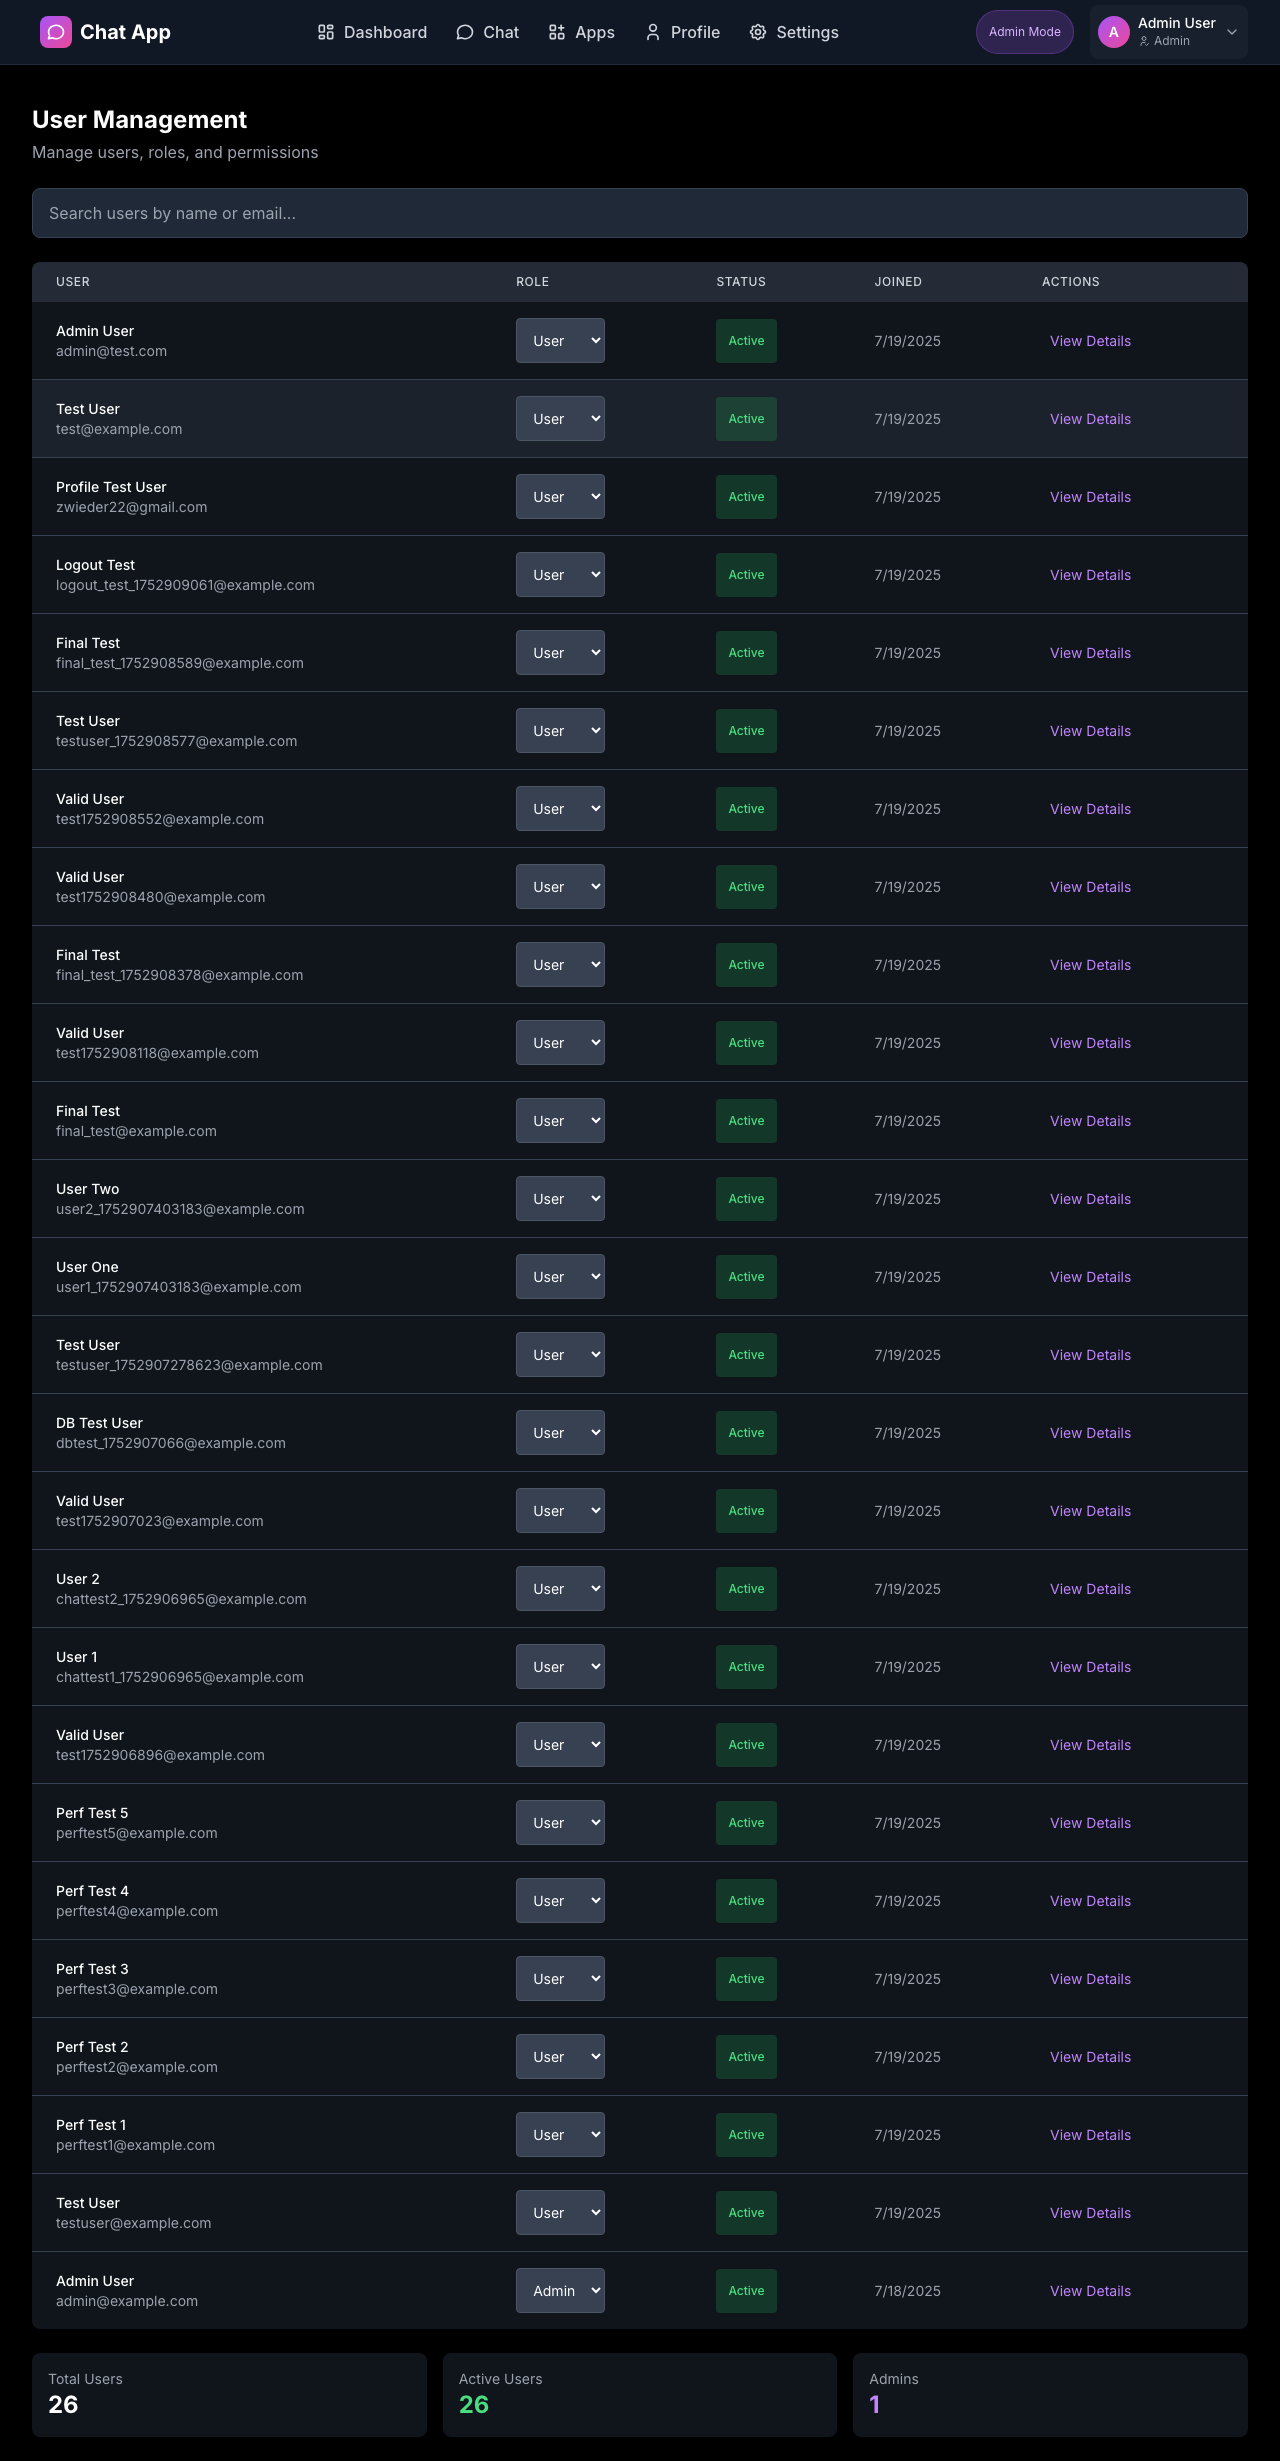 Chat App Dashboard Chat Apps Profile Settings Admin Mode A Admin User
Admin
User Management
Manage users, roles, and permissions
Search users by name or email...
USER ROLE STATUS JOINED ACTIONS
Admin User
admin@test.com
User Active 7/19/2025 View Details
Test User
test@example.com
User Active 7/19/2025 View Details
Profile Test User
zwieder22@gmail.com
User Active 7/19/2025 View Details
Logout Test
logout_test_1752909061@example.com
User Active 7/19/2025 View Details
Final Test
final_test_1752908589@example.com
User Active 7/19/2025 View Details
Test User
testuser_1752908577@example.com
User Active 7/19/2025 View Details
Valid User
test1752908552@example.com
User Active 7/19/2025 View Details
Valid User
test1752908480@example.com
User Active 7/19/2025 View Details
Final Test
final_test_1752908378@example.com
User Active 7/19/2025 View Details
Valid User
test1752908118@example.com
User Active 7/19/2025 View Details
Final Test
final_test@example.com
User Active 7/19/2025 View Details
User Two
user2_1752907403183@example.com
User Active 7/19/2025 View Details
User One
user1_1752907403183@example.com
User Active 7/19/2025 View Details
Test User
testuser_1752907278623@example.com
User Active 7/19/2025 View Details
DB Test User
dbtest_1752907066@example.com
User Active 7/19/2025 View Details
Valid User
test1752907023@example.com
User Active 7/19/2025 View Details
User 2
chattest2_1752906965@example.com
User Active 7/19/2025 View Details
User 1
chattest1_1752906965@example.com
User Active 7/19/2025 View Details
Valid User
test1752906896@example.com
User Active 7/19/2025 View Details
Perf Test 5
perftest5@example.com
User Active 7/19/2025 View Details
Perf Test 4
perftest4@example.com
User Active 7/19/2025 View Details
Perf Test 3
perftest3@example.com
User Active 7/19/2025 View Details
Perf Test 2
perftest2@example.com
User Active 7/19/2025 View Details
Perf Test 1
perftest1@example.com
User Active 7/19/2025 View Details
Test User
testuser@example.com
User Active 7/19/2025 View Details
Admin User
admin@example.com
Admin Active 7/18/2025 View Details
Total Users
26
Active Users
26
Admins
1